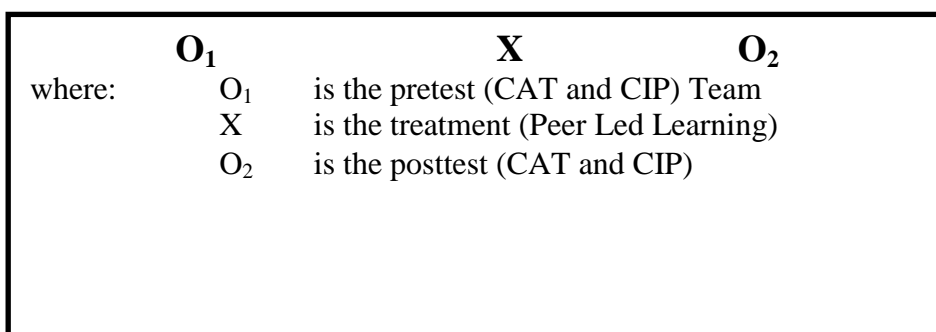 O₁ X O₂
where: O₁ is the pretest (CAT and CIP) Team
X is the treatment (Peer Led Learning)
O₂ is the posttest (CAT and CIP)